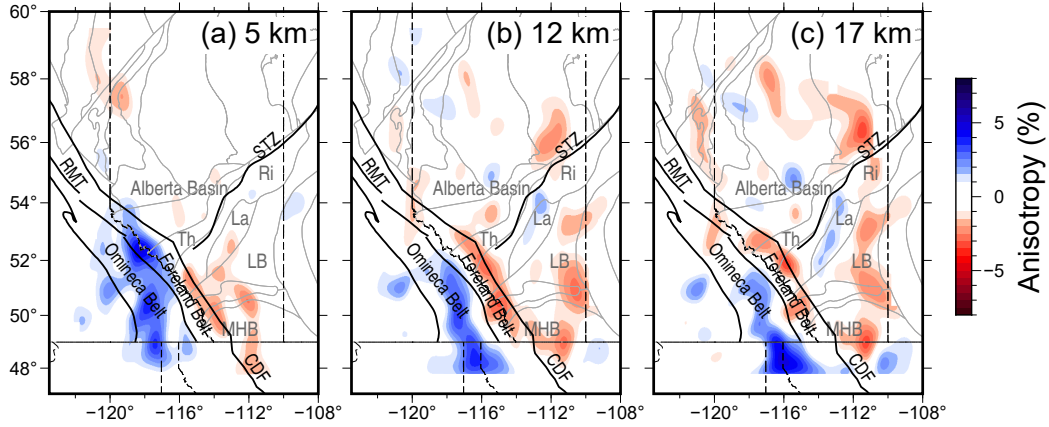 (a) 5 km
(b) 12 km
(c) 17 km
60°
58°
56°
54°
52°
50°
48°
RMT
STZ
Ri
Alberta Basin
La
Th
LB
Omineca Belt
Foreland Belt
MHB
CDF
RMT
STZ
Ri
Alberta Basin
La
Th
LB
Omineca Belt
Foreland Belt
MHB
CDF
RMT
STZ
Ri
Alberta Basin
La
Th
LB
Omineca Belt
Foreland Belt
MHB
CDF
−120° −116° −112° −108°
−120° −116° −112° −108°
−120° −116° −112° −108°
5
0
−5
Anisotropy (%)